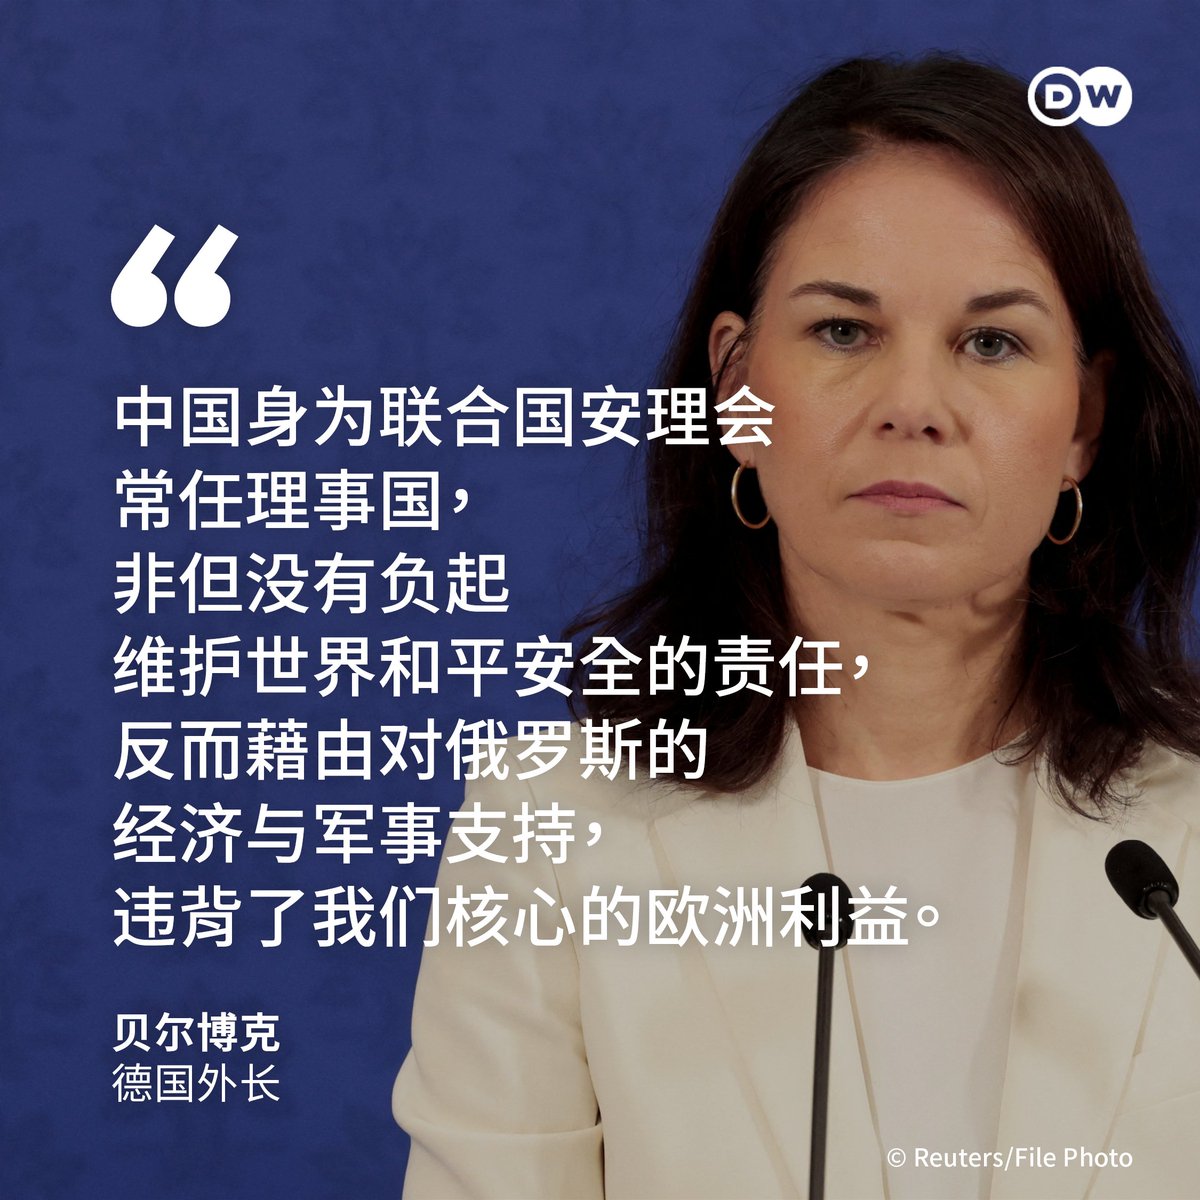 DW
中国身为联合国安理会
常任理事国，
非但没有负起
维护世界和平安全的责任，
反而藉由对俄罗斯的
经济与军事支持，
违背了我们核心的欧洲利益。
贝尔博克
德国外长
© Reuters/File Photo